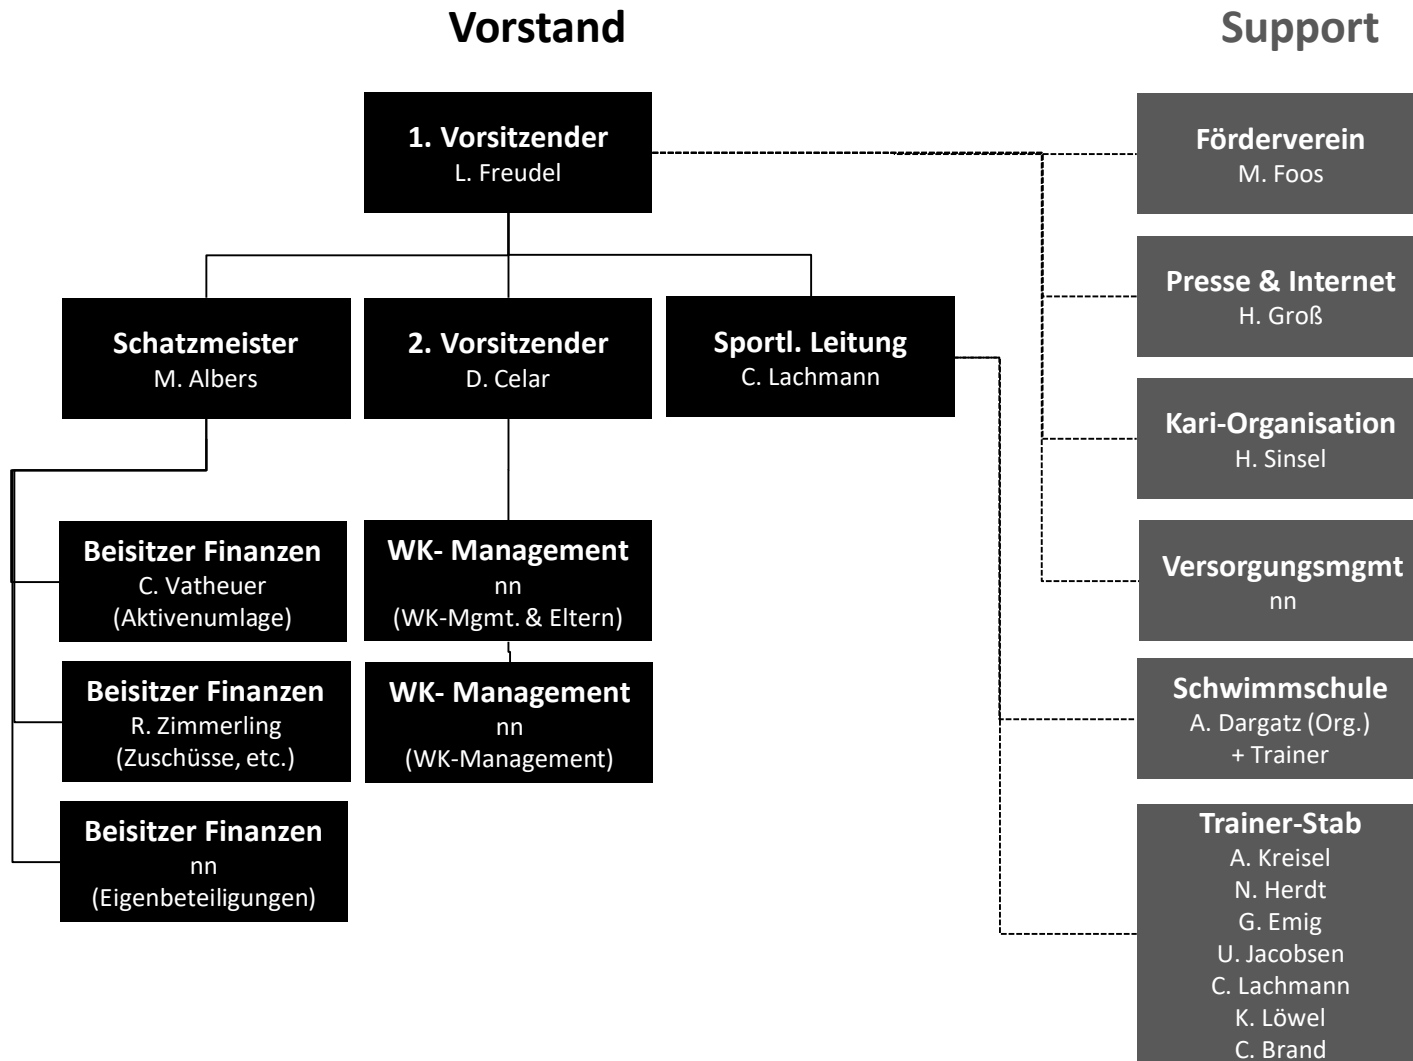 Vorstand
Support
1. Vorsitzender
L. Freudel
Schatzmeister
M. Albers
2. Vorsitzender
D. Celar
Sportl. Leitung
C. Lachmann
Beisitzer Finanzen
C. Vatheuer
(Aktivenumlage)
Beisitzer Finanzen
R. Zimmerling
(Zuschüsse, etc.)
Beisitzer Finanzen
nn
(Eigenbeteiligungen)
WK- Management
nn
(WK-Mgmt. & Eltern)
WK- Management
nn
(WK-Management)
Förderverein
M. Foos
Presse & Internet
H. Groß
Kari-Organisation
H. Sinsel
Versorgungsmgmt
nn
Schwimmschule
A. Dargatz (Org.)
+ Trainer
Trainer-Stab
A. Kreisel
N. Herdt
G. Emig
U. Jacobsen
C. Lachmann
K. Löwel
C. Brand